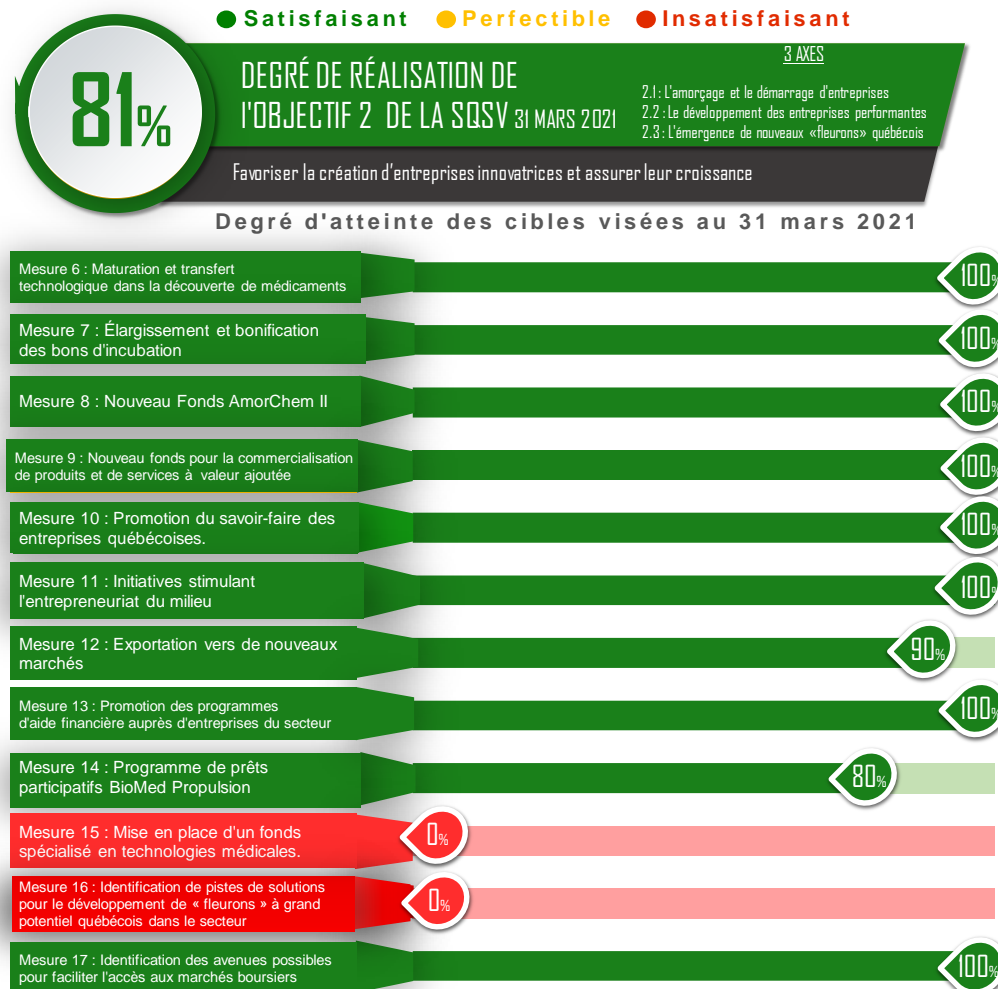 Satisfaisant Perfectible Insatisfaisant
81%
DEGRÉ DE RÉALISATION DE
l'OBJECTIF 2 DE LA SQSV 31 MARS 2021
3 AXES
2.1 : L'amorçage et le démarrage d'entreprises
2.2 : Le développement des entreprises performantes
2.3 : L'émergence de nouveaux «fleurons» québécois
Favoriser la création d'entreprises innovatrices et assurer leur croissance
Degré d'atteinte des cibles visées au 31 mars 2021
Mesure 6 : Maturation et transfert
technologique dans la découverte de médicaments
100%
Mesure 7 : Élargissement et bonification
des bons d'incubation
100%
Mesure 8 : Nouveau Fonds AmorChem II
100%
Mesure 9 : Nouveau fonds pour la commercialisation
de produits et de services à valeur ajoutée
100%
Mesure 10 : Promotion du savoir-faire des
entreprises québécoises.
100%
Mesure 11 : Initiatives stimulant
l'entrepreneuriat du milieu
100%
Mesure 12 : Exportation vers de nouveaux
marchés
90%
Mesure 13 : Promotion des programmes
d'aide financière auprès d'entreprises du secteur
100%
Mesure 14 : Programme de prêts
participatifs BioMed Propulsion
80%
Mesure 15 : Mise en place d'un fonds
spécialisé en technologies médicales.
0%
Mesure 16 : Identification de pistes de solutions
pour le développement de « fleurons » à grand
potentiel québécois dans le secteur
0%
Mesure 17 : Identification des avenues possibles
pour faciliter l'accès aux marchés boursiers
100%